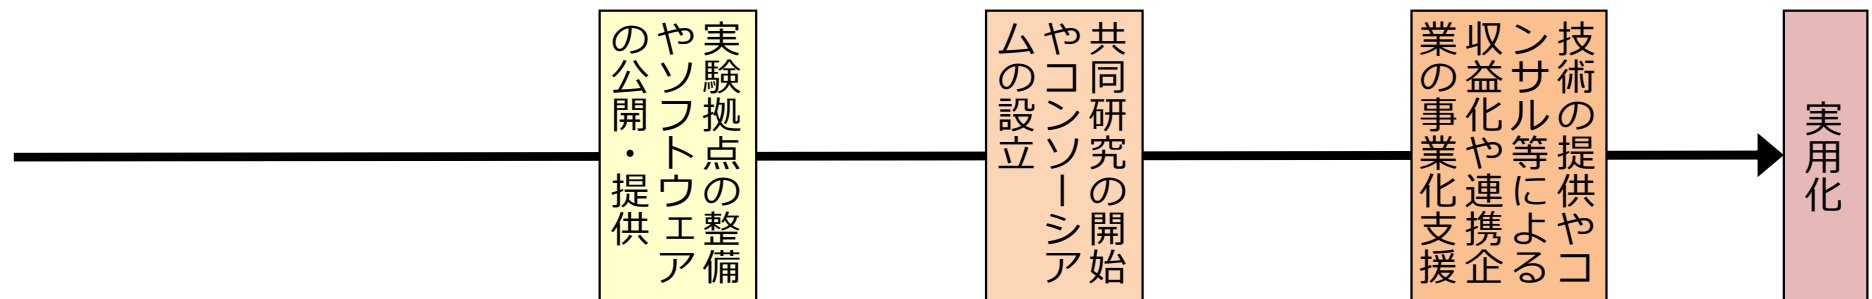 実験拠点の整備
やソフトウェア
の公開・提供
共同研究の開始
やコンソーシア
ムの設立
技術の提供やコ
ンサル等による
収益化や連携企
業の事業化支援
実用化